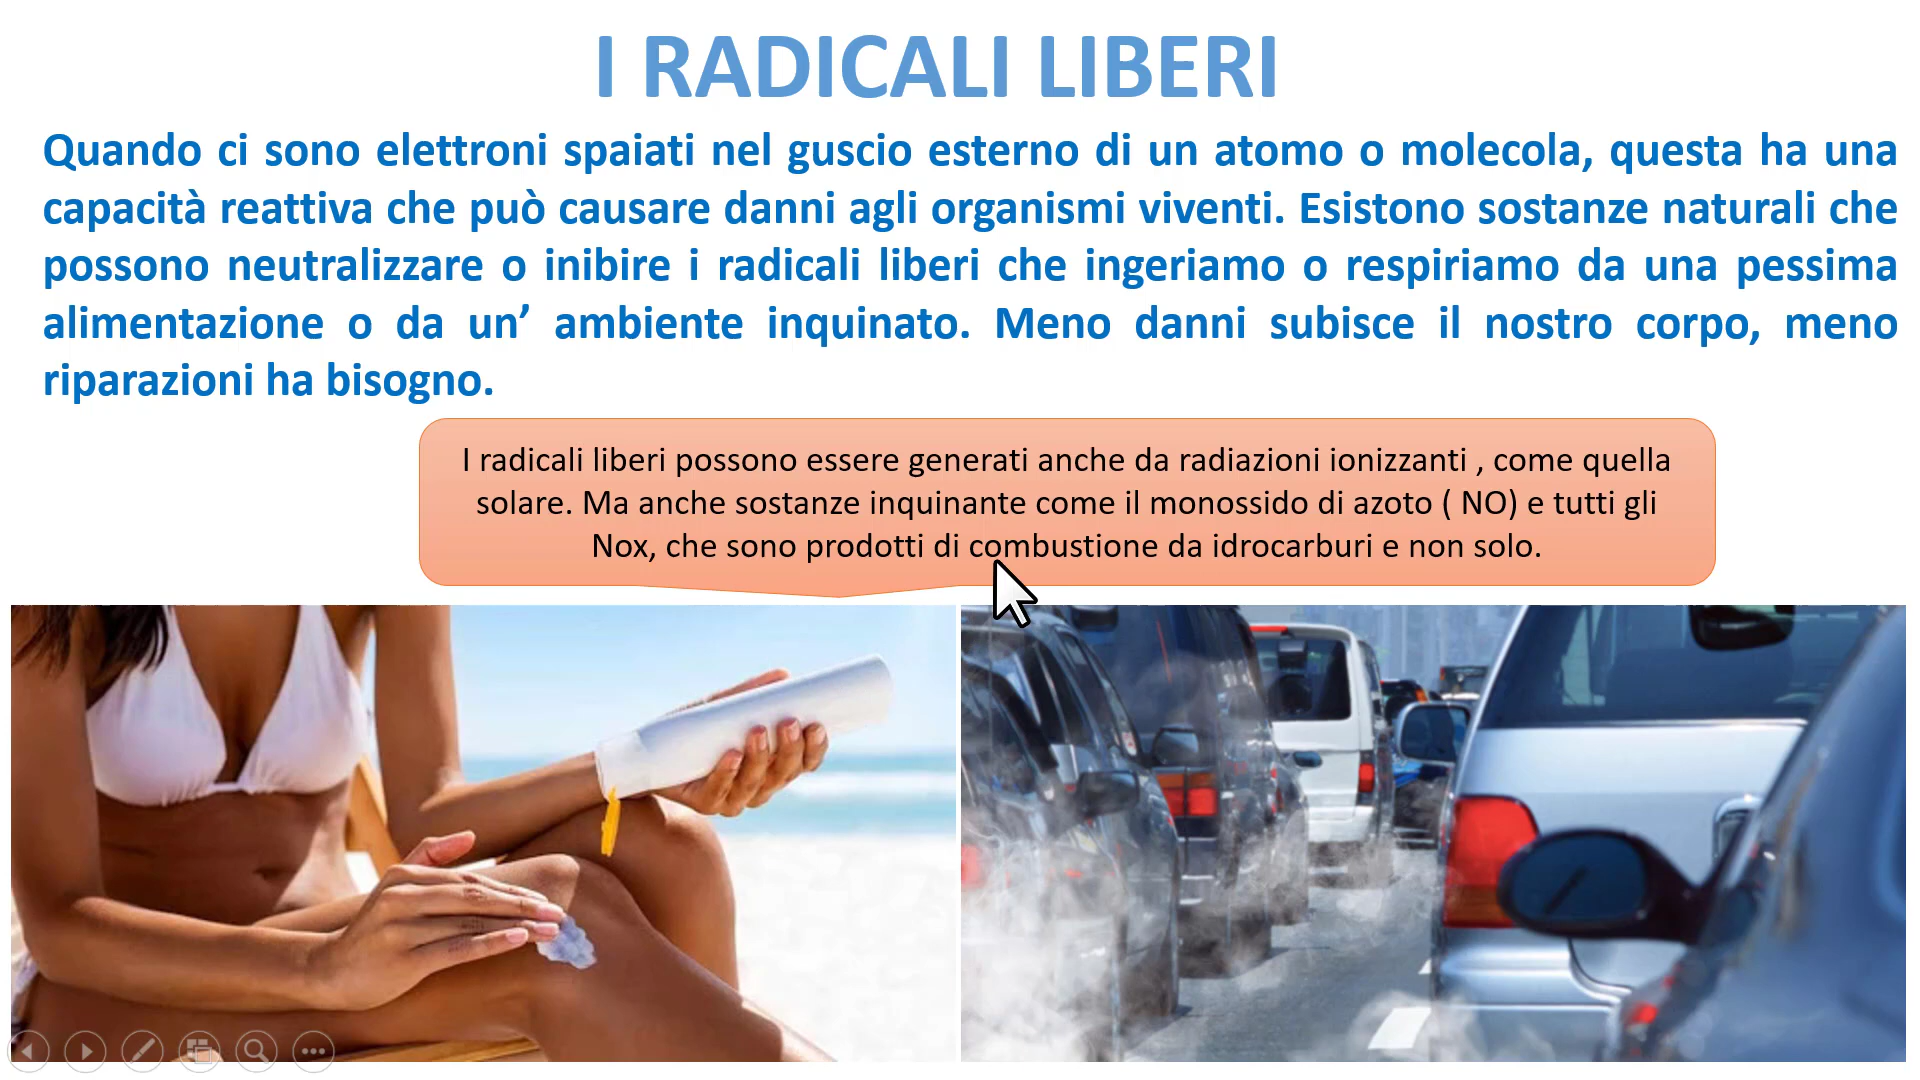 I RADICALI LIBERI
Quando ci sono elettroni spaiati nel guscio esterno di un atomo o molecola, questa ha una
capacità reattiva che può causare danni agli organismi viventi. Esistono sostanze naturali che
possono neutralizzare o inibire i radicali liberi che ingeriamo o respiriamo da una pessima
alimentazione o da un’ ambiente inquinato. Meno danni subisce il nostro corpo, meno
riparazioni ha bisogno.
I radicali liberi possono essere generati anche da radiazioni ionizzanti , come quella
solare. Ma anche sostanze inquinante come il monossido di azoto ( NO) e tutti gli
Nox, che sono prodotti di combustione da idrocarburi e non solo.